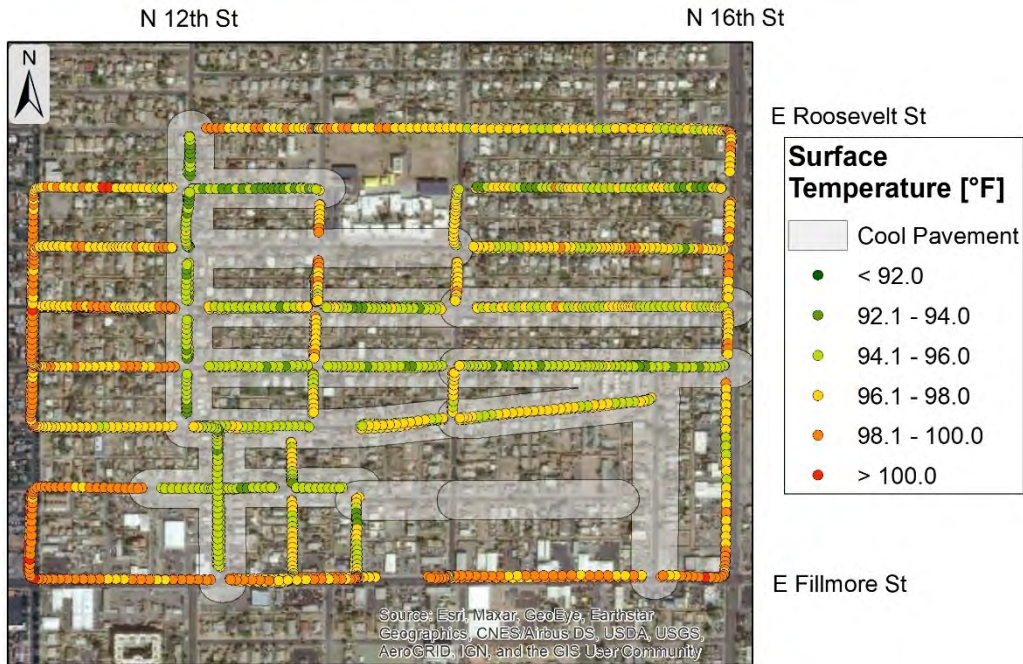 N 12th St
N 16th St
N
E Roosevelt St
Surface
Temperature [°F]
Cool Pavement
< 92.0
92.1 - 94.0
94.1 - 96.0
96.1 - 98.0
98.1 - 100.0
> 100.0
E Fillmore St
Source: Esri, Maxar, GeoEye, Earthstar
Geographics, CNES/Airbus DS, USDA, USGS,
AeroGRID, IGN, and the GIS User Community